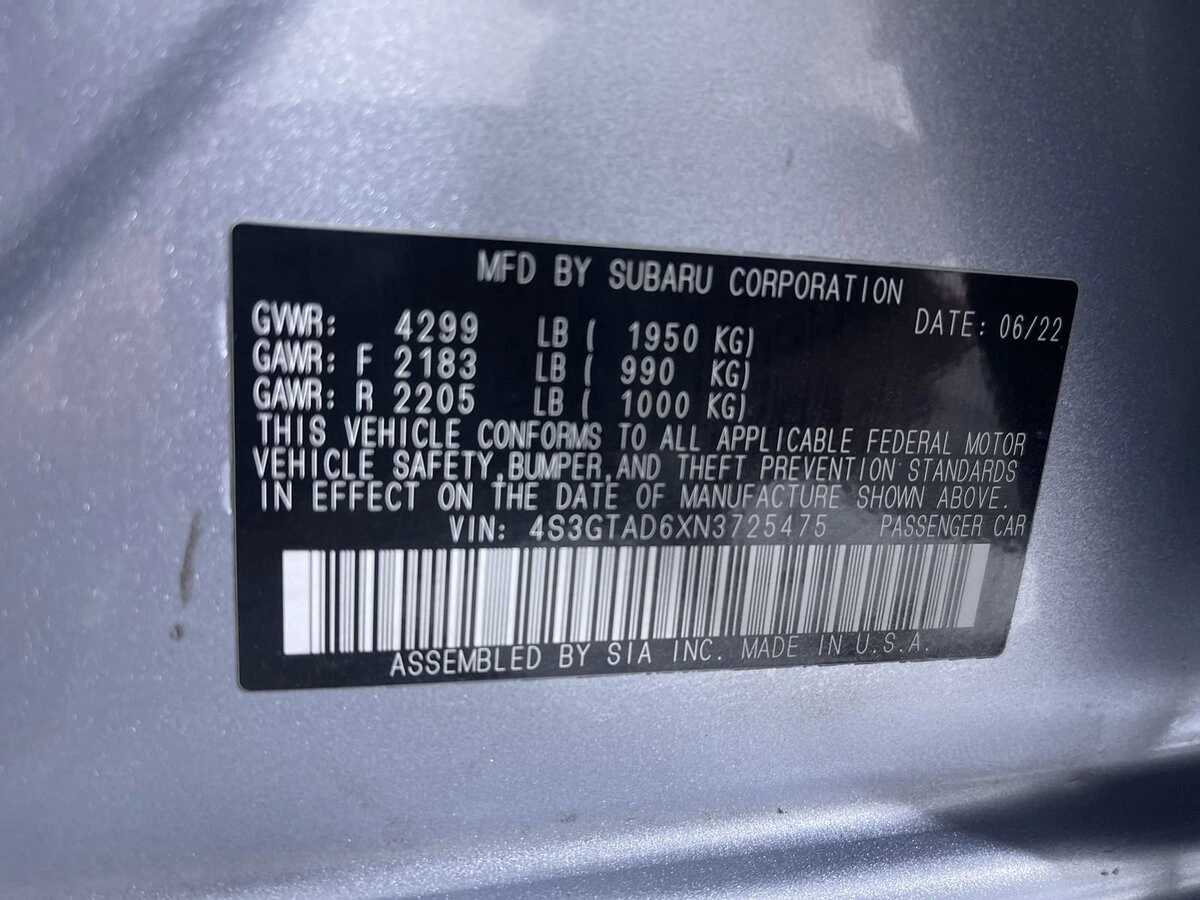 MFD BY SUBARU CORPORATION
DATE: 06/22
GVWR: 4299 LB ( 1950 KG)
GAWR: F 2183 LB ( 990 KG)
GAWR: R 2205 LB ( 1000 KG)
THIS VEHICLE CONFORMS TO ALL APPLICABLE FEDERAL MOTOR
VEHICLE SAFETY, BUMPER, AND THEFT PREVENTION STANDARDS
IN EFFECT ON THE DATE OF MANUFACTURE SHOWN ABOVE.
VIN: 4S3GTAD6XN3725475 PASSENGER CAR
ASSEMBLED BY SIA INC. MADE IN U.S.A.